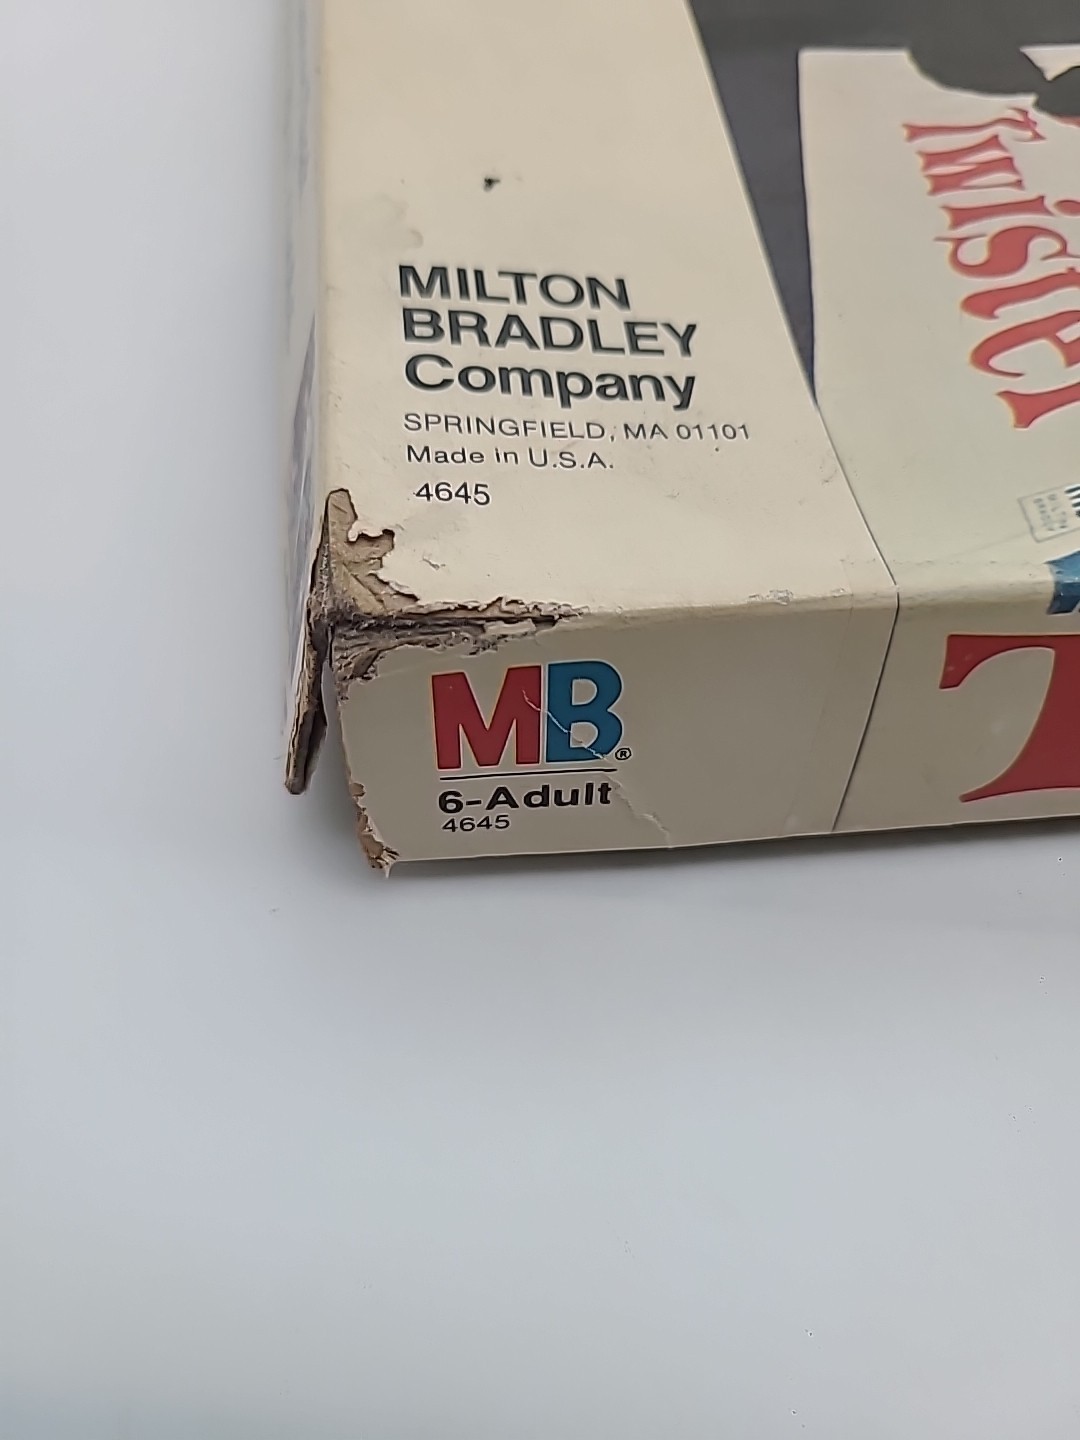 MILTON
BRADLEY
Company
SPRINGFIELD, MA 01101
Made in U.S.A.
4645
Twister
MB®
6-Adult
4645
T